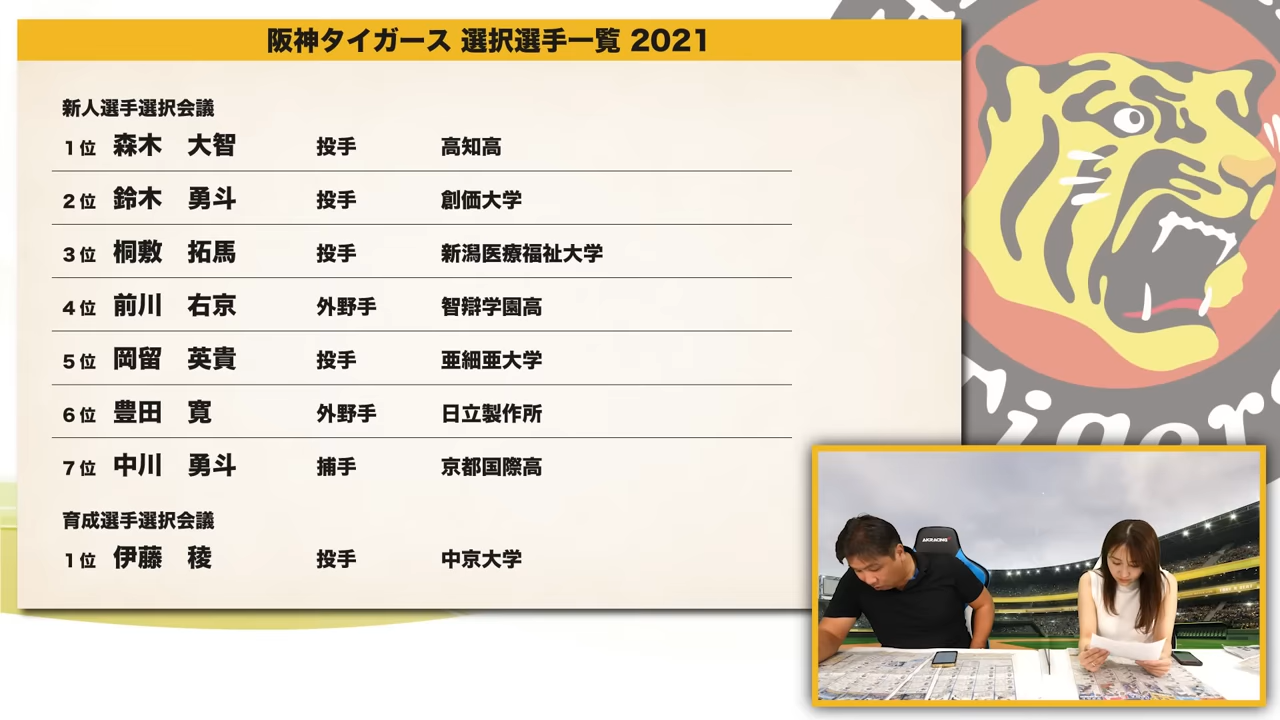 阪神タイガース 選択選手一覧 2021
新人選手選択会議
1位 森木 大智 投手 高知高
2位 鈴木 勇斗 投手 創価大学
3位 桐敷 拓馬 投手 新潟医療福祉大学
4位 前川 右京 外野手 智辯学園高
5位 岡留 英貴 投手 亜細亜大学
6位 豊田 寛 外野手 日立製作所
7位 中川 勇斗 捕手 京都国際高
育成選手選択会議
1位 伊藤 稜 投手 中京大学
Tigers
AKRACING